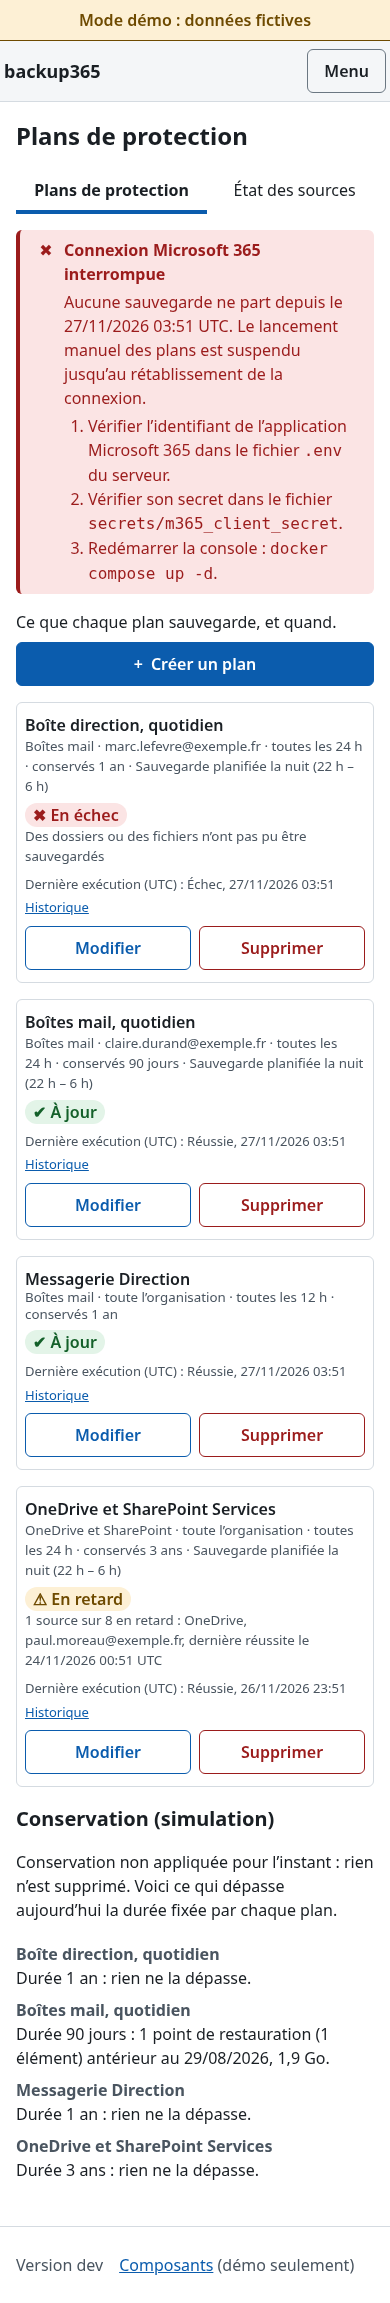 Mode démo : données fictives
backup365
Menu
Plans de protection
Plans de protection
État des sources
✖ Connexion Microsoft 365
interrompue
Aucune sauvegarde ne part depuis le
27/11/2026 03:51 UTC. Le lancement
manuel des plans est suspendu
jusqu’au rétablissement de la
connexion.
1. Vérifier l’identifiant de l’application
Microsoft 365 dans le fichier .env
du serveur.
2. Vérifier son secret dans le fichier
secrets/m365_client_secret.
3. Redémarrer la console : docker
compose up -d.
Ce que chaque plan sauvegarde, et quand.
+ Créer un plan
Boîte direction, quotidien
Boîtes mail · marc.lefevre@exemple.fr · toutes les 24 h
· conservés 1 an · Sauvegarde planifiée la nuit (22 h –
6 h)
✖ En échec
Des dossiers ou des fichiers n’ont pas pu être
sauvegardés
Dernière exécution (UTC) : Échec, 27/11/2026 03:51
Historique
Modifier
Supprimer
Boîtes mail, quotidien
Boîtes mail · claire.durand@exemple.fr · toutes les
24 h · conservés 90 jours · Sauvegarde planifiée la nuit
(22 h – 6 h)
✔ À jour
Dernière exécution (UTC) : Réussie, 27/11/2026 03:51
Historique
Modifier
Supprimer
Messagerie Direction
Boîtes mail · toute l’organisation · toutes les 12 h ·
conservés 1 an
✔ À jour
Dernière exécution (UTC) : Réussie, 27/11/2026 03:51
Historique
Modifier
Supprimer
OneDrive et SharePoint Services
OneDrive et SharePoint · toute l’organisation · toutes
les 24 h · conservés 3 ans · Sauvegarde planifiée la
nuit (22 h – 6 h)
⚠ En retard
1 source sur 8 en retard : OneDrive,
paul.moreau@exemple.fr, dernière réussite le
24/11/2026 00:51 UTC
Dernière exécution (UTC) : Réussie, 26/11/2026 23:51
Historique
Modifier
Supprimer
Conservation (simulation)
Conservation non appliquée pour l’instant : rien
n’est supprimé. Voici ce qui dépasse
aujourd’hui la durée fixée par chaque plan.
Boîte direction, quotidien
Durée 1 an : rien ne la dépasse.
Boîtes mail, quotidien
Durée 90 jours : 1 point de restauration (1
élément) antérieur au 29/08/2026, 1,9 Go.
Messagerie Direction
Durée 1 an : rien ne la dépasse.
OneDrive et SharePoint Services
Durée 3 ans : rien ne la dépasse.
Version dev Composants (démo seulement)